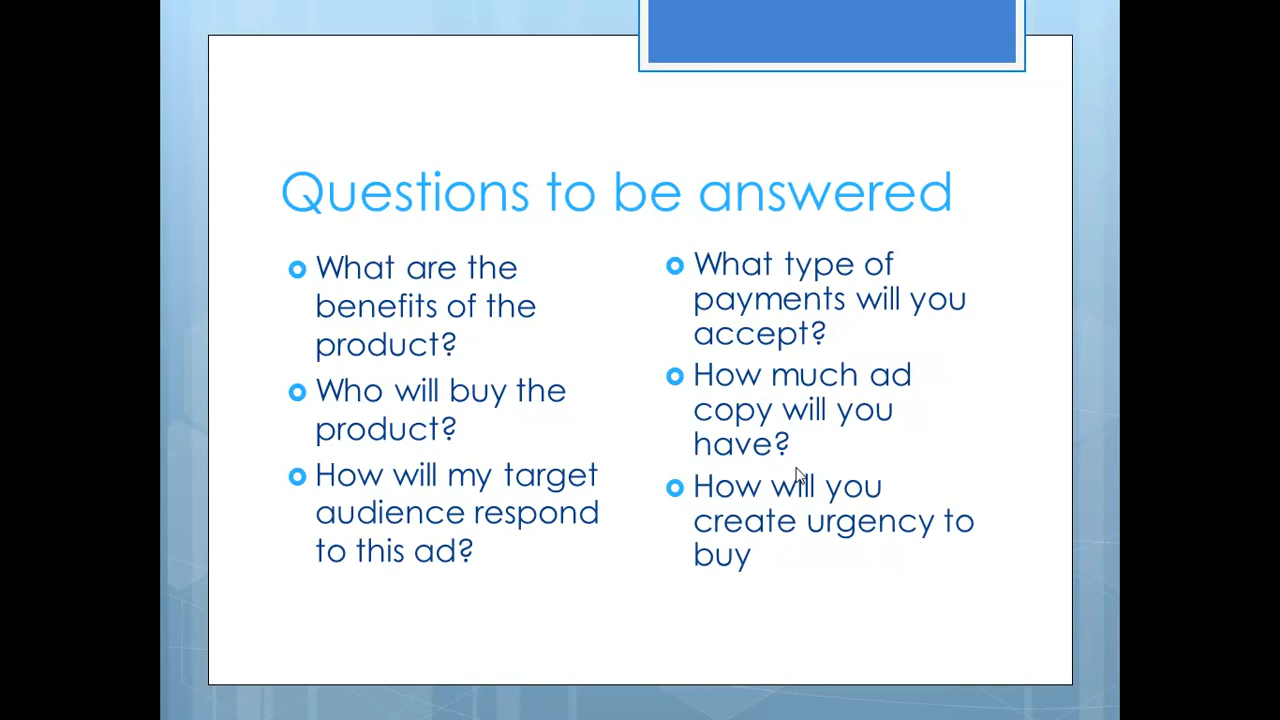 Questions to be answered
What are the
benefits of the
product?
Who will buy the
product?
How will my target
audience respond
to this ad?
What type of
payments will you
accept?
How much ad
copy will you
have?
How will you
create urgency to
buy